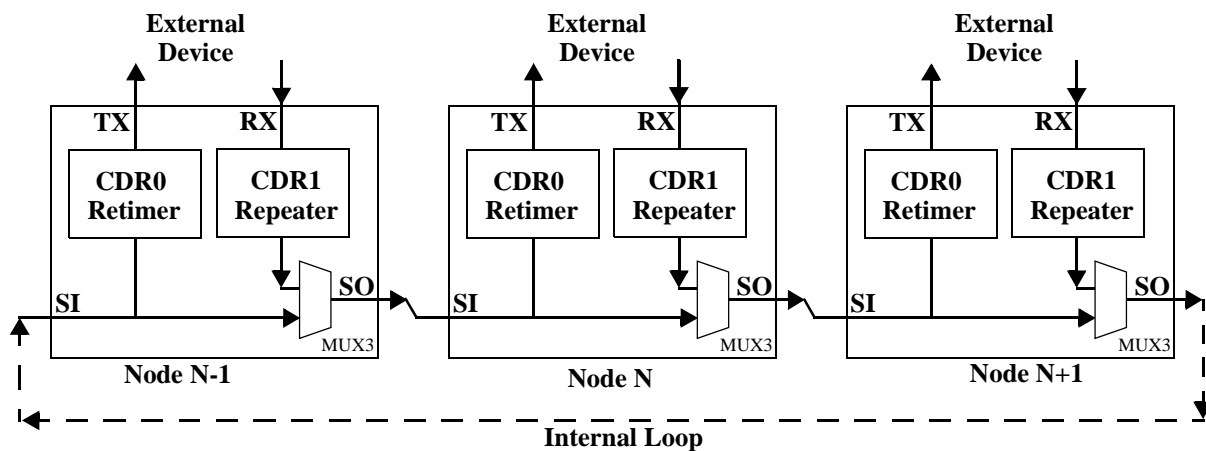 External
Device
External
Device
External
Device
TX
RX
TX
RX
TX
RX
CDR0
Retimer
CDR1
Repeater
CDR0
Retimer
CDR1
Repeater
CDR0
Retimer
CDR1
Repeater
SI
SO
SI
SO
SI
SO
MUX3
MUX3
MUX3
Node N-1
Node N
Node N+1
Internal Loop